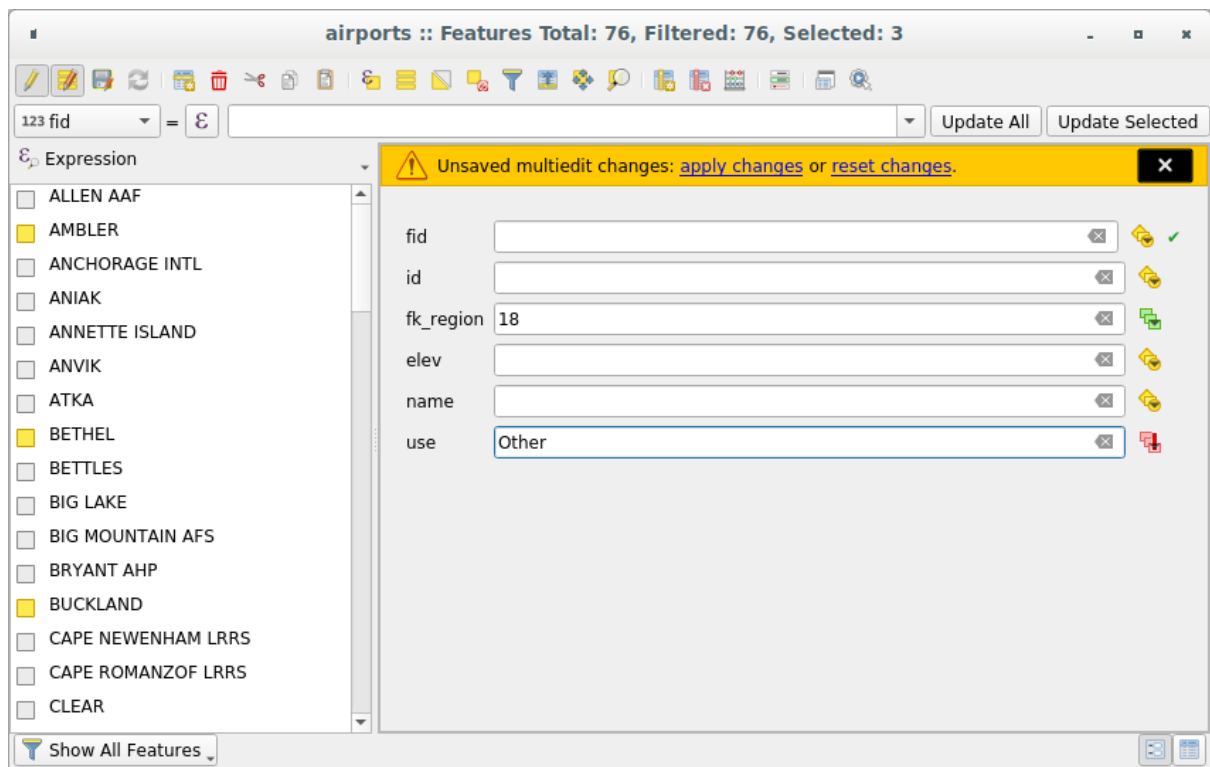 airports :: Features Total: 76, Filtered: 76, Selected: 3
123 fid = ε Update All Update Selected
ε Expression
Unsaved multiedit changes: apply changes or reset changes.
ALLEN AAF
AMBLER
ANCHORAGE INTL
ANIAK
ANNETTE ISLAND
ANVIK
ATKA
BETHEL
BETTLES
BIG LAKE
BIG MOUNTAIN AFS
BRYANT AHP
BUCKLAND
CAPE NEWENHAM LRRS
CAPE ROMANZOF LRRS
CLEAR
fid
id
fk_region 18
elev
name
use Other
Show All Features